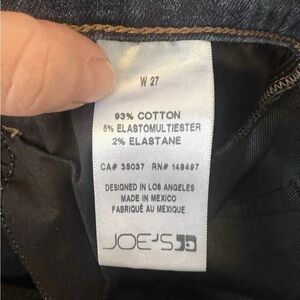 W 27
93% COTTON
5% ELASTOMULTIESTER
2% ELASTANE
CA# 35037 RN# 149497
DESIGNED IN LOS ANGELES
MADE IN MEXICO
FABRIQUÉ AU MEXIQUE
JOE'S